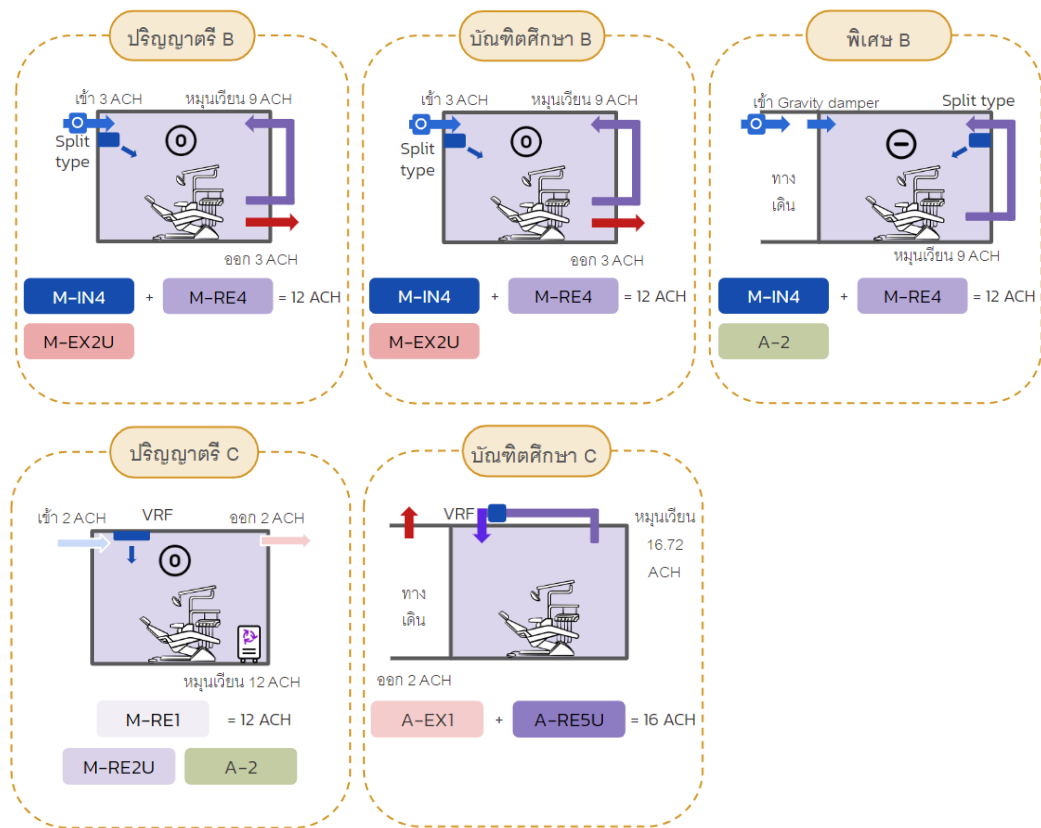 ปริญญาตรี B
เข้า 3 ACH
หมุนเวียน 9 ACH
Split
type
0
ออก 3 ACH
M-IN4 + M-RE4 = 12 ACH
M-EX2U
บัณฑิตศึกษา B
เข้า 3 ACH
หมุนเวียน 9 ACH
Split
type
0
ออก 3 ACH
M-IN4 + M-RE4 = 12 ACH
M-EX2U
พิเศษ B
เข้า Gravity damper
Split type
−
ทาง
เดิน
หมุนเวียน 9 ACH
M-IN4 + M-RE4 = 12 ACH
A-2
ปริญญาตรี C
เข้า 2 ACH
VRF
ออก 2 ACH
0
หมุนเวียน 12 ACH
M-RE1 = 12 ACH
M-RE2U
A-2
บัณฑิตศึกษา C
VRF
หมุนเวียน
16.72
ACH
ทาง
เดิน
ออก 2 ACH
A-EX1 + A-RE5U = 16 ACH